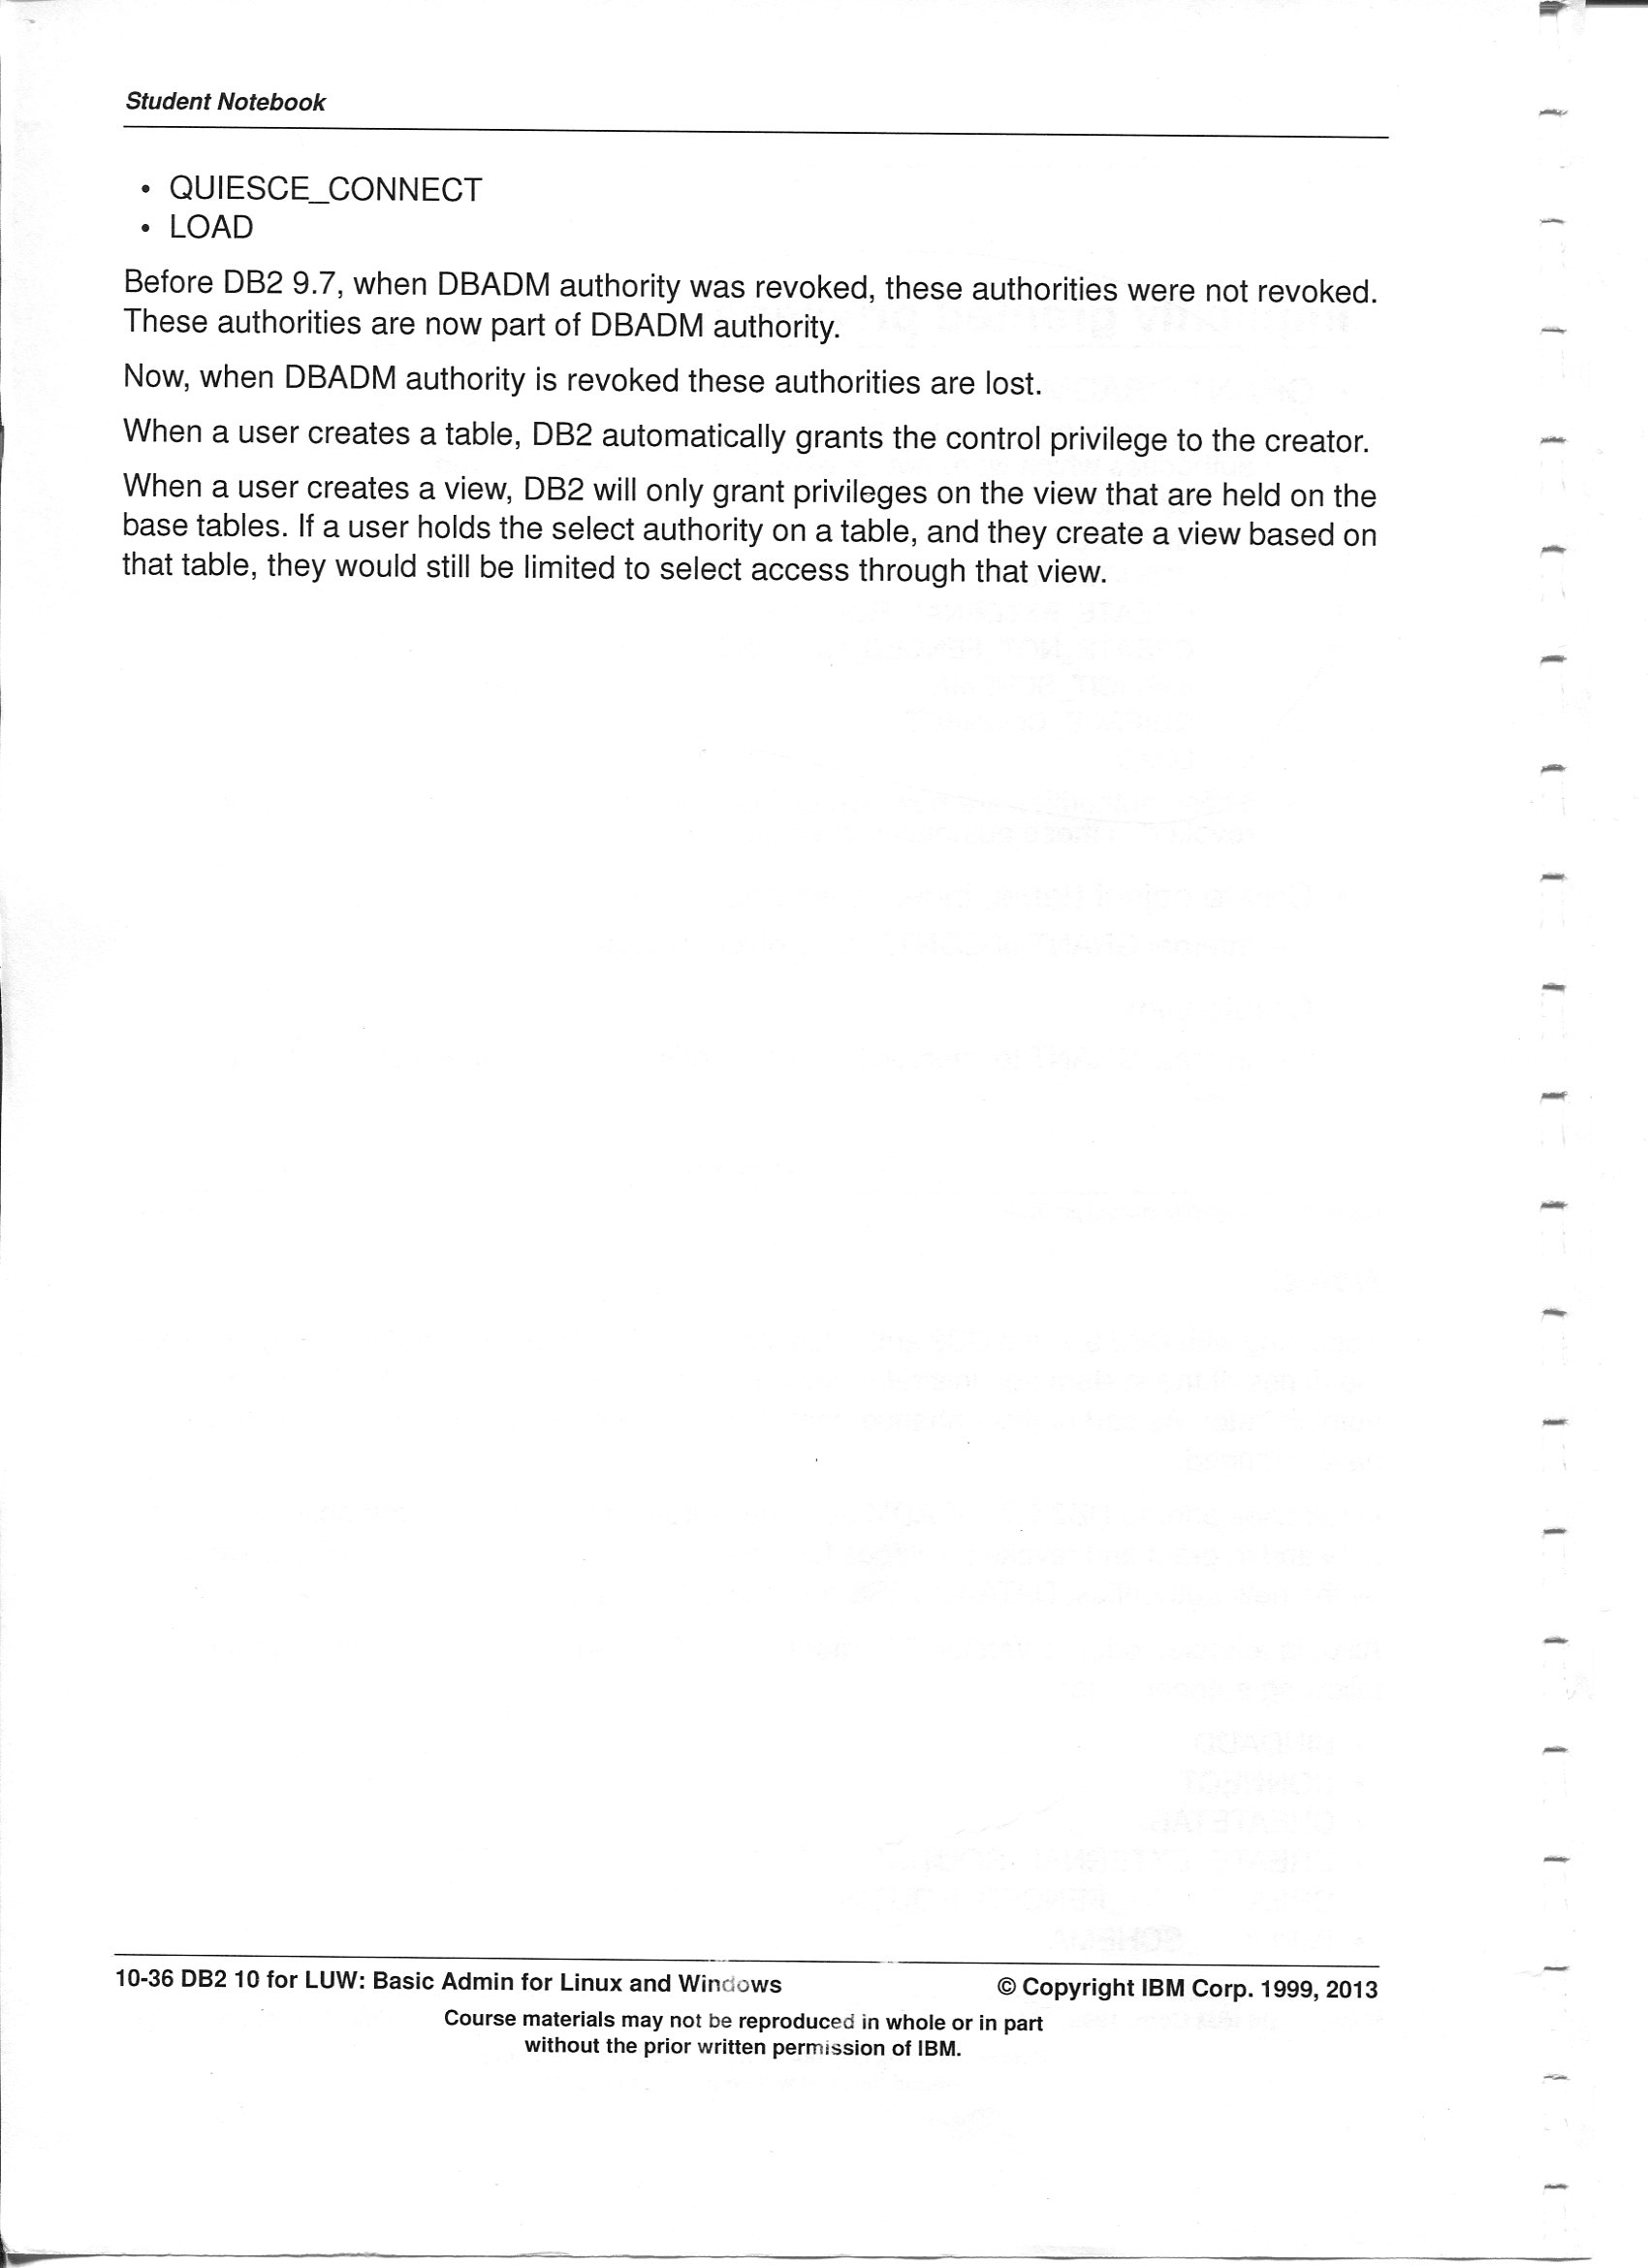 Student Notebook
• QUIESCE_CONNECT
• LOAD
Before DB2 9.7, when DBADM authority was revoked, these authorities were not revoked.
These authorities are now part of DBADM authority.
Now, when DBADM authority is revoked these authorities are lost.
When a user creates a table, DB2 automatically grants the control privilege to the creator.
When a user creates a view, DB2 will only grant privileges on the view that are held on the
base tables. If a user holds the select authority on a table, and they create a view based on
that table, they would still be limited to select access through that view.
10-36 DB2 10 for LUW: Basic Admin for Linux and Windows © Copyright IBM Corp. 1999, 2013
Course materials may not be reproduced in whole or in part
without the prior written permission of IBM.